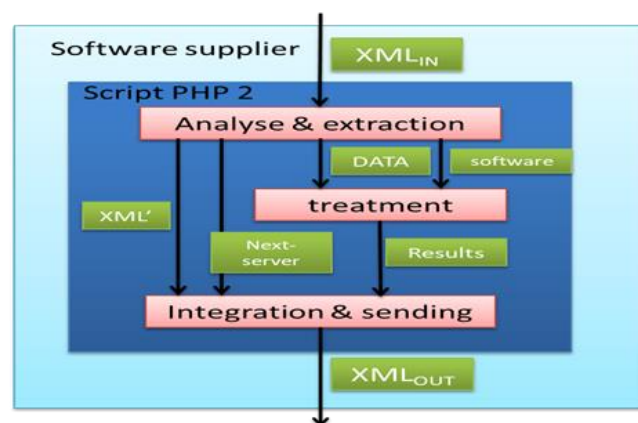 Software supplier
XMLIN
Script PHP 2
Analyse & extraction
DATA
software
treatment
XML'
Next-
server
Results
Integration & sending
XMLOUT